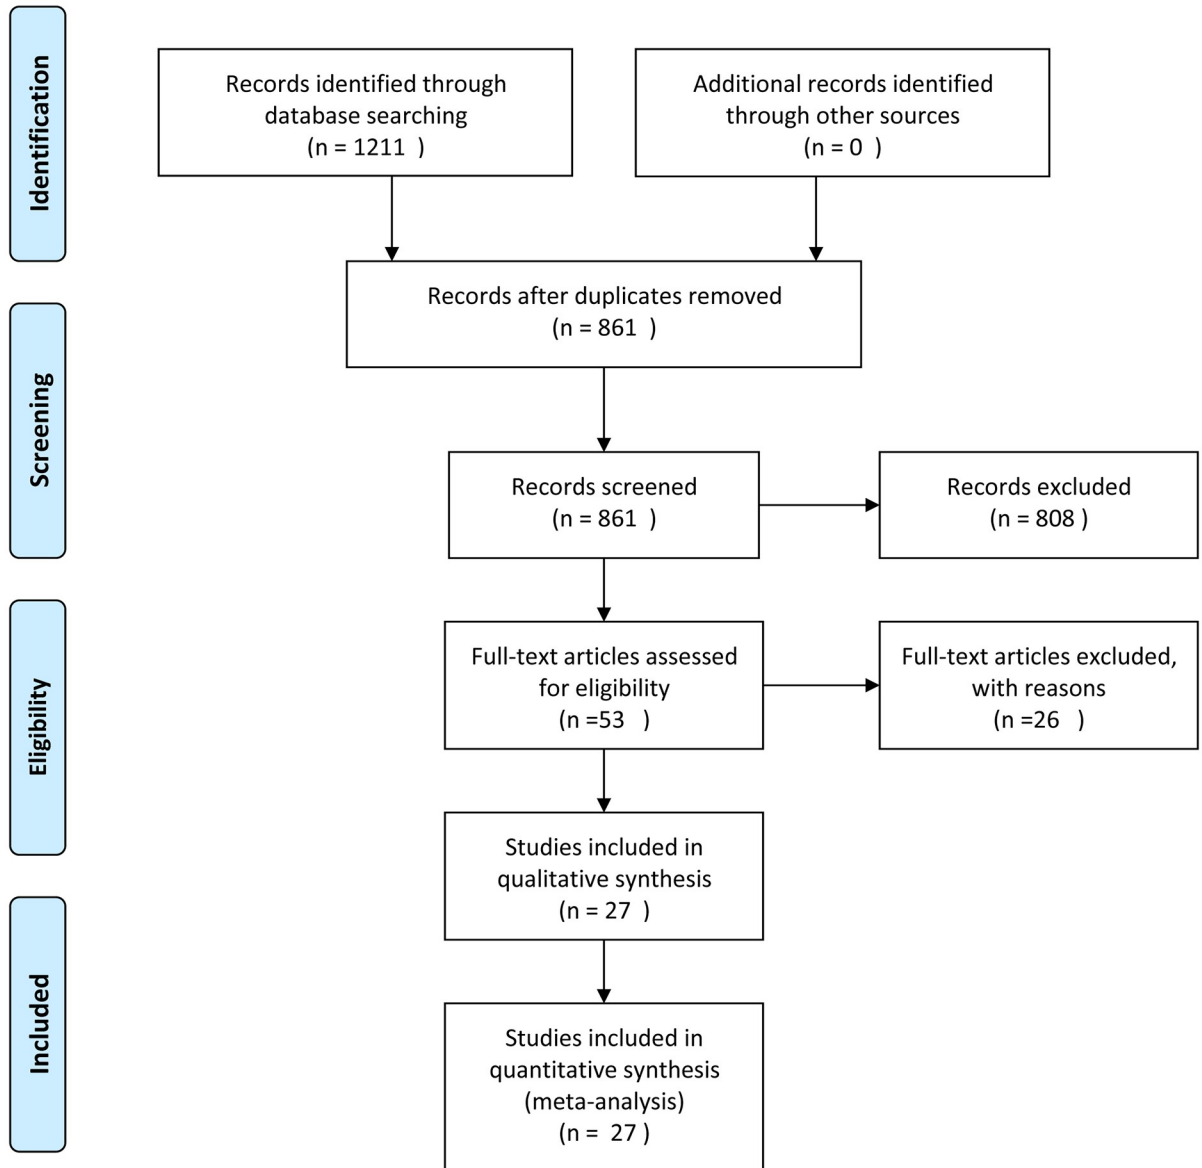 Identification
Records identified through
database searching
(n = 1211  )
Additional records identified
through other sources
(n = 0  )
Records after duplicates removed
(n = 861  )
Screening
Records screened
(n = 861  )
Records excluded
(n = 808 )
Eligibility
Full-text articles assessed
for eligibility
(n =53   )
Full-text articles excluded,
with reasons
(n =26   )
Studies included in
qualitative synthesis
(n = 27  )
Included
Studies included in
quantitative synthesis
(meta-analysis)
(n =  27 )